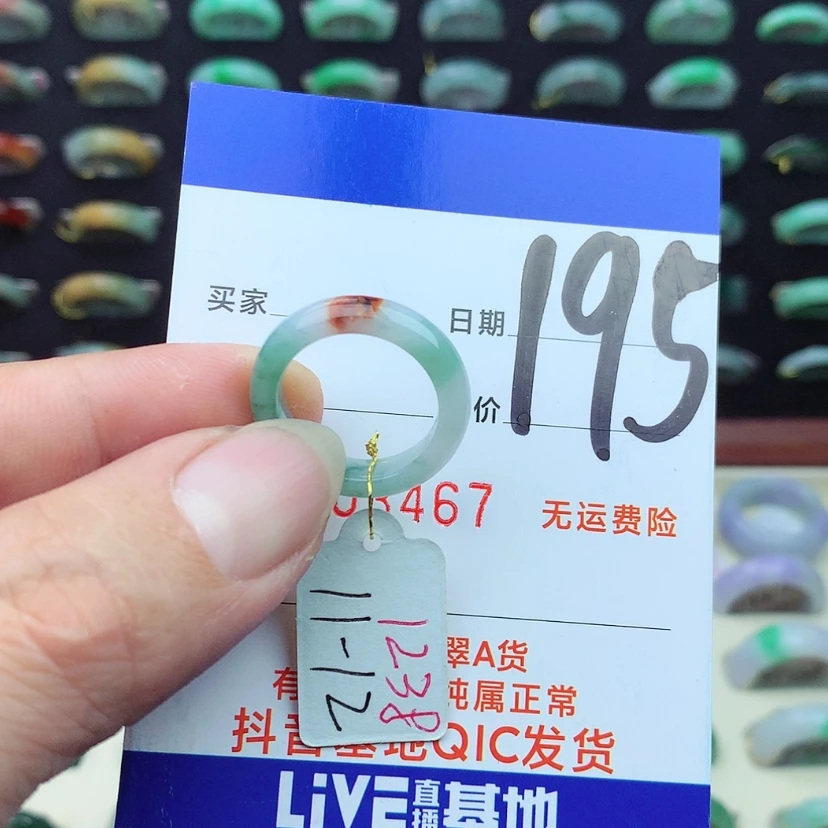 买家
日期
195
价
8467
无运费险
1238
11-12
翠A货
有
纯属正常
抖音基地QIC发货
LiVE直播基地